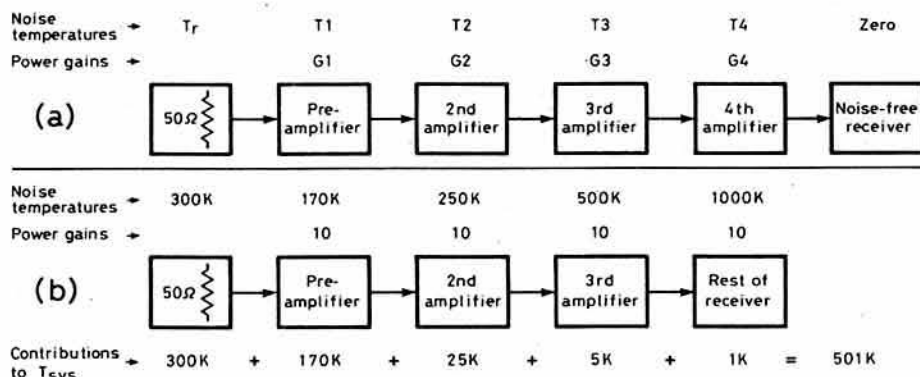 Noise temperatures → Tr T1 T2 T3 T4 Zero
Power gains → G1 G2 G3 G4
(a) 50Ω Pre-amplifier 2nd amplifier 3rd amplifier 4th amplifier Noise-free receiver
Noise temperatures → 300K 170K 250K 500K 1000K
Power gains → 10 10 10 10
(b) 50Ω Pre-amplifier 2nd amplifier 3rd amplifier Rest of receiver
Contributions to Tsys → 300K + 170K + 25K + 5K + 1K = 501K